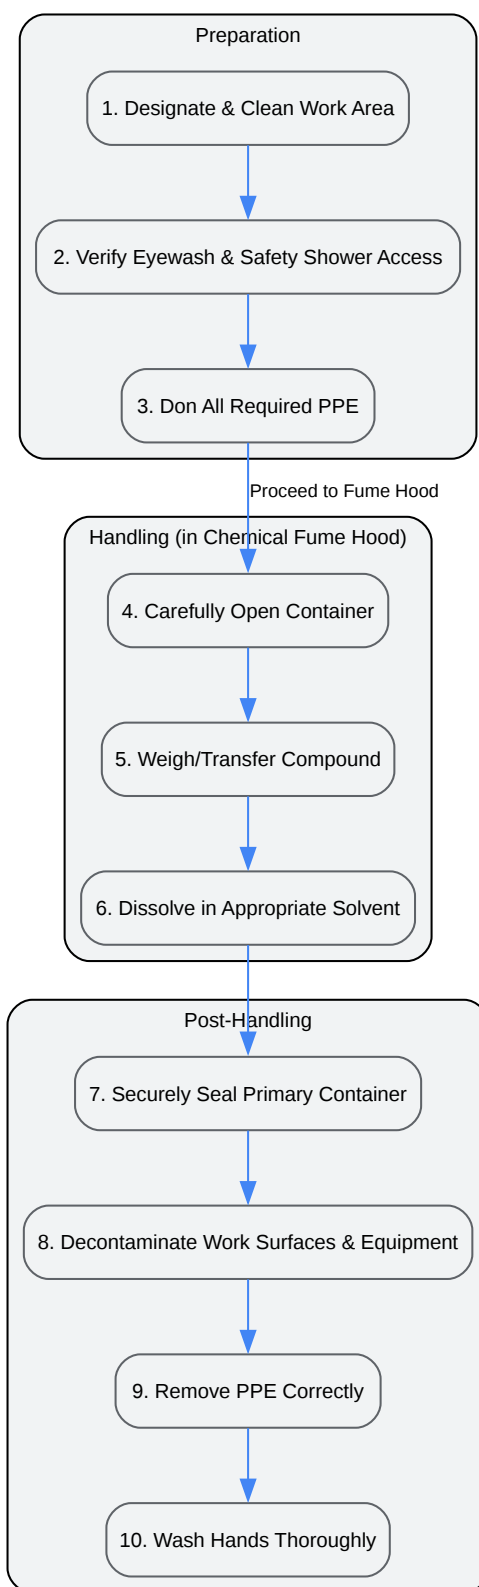 Preparation
1. Designate & Clean Work Area
2. Verify Eyewash & Safety Shower Access
3. Don All Required PPE
Proceed to Fume Hood
Handling (in Chemical Fume Hood)
4. Carefully Open Container
5. Weigh/Transfer Compound
6. Dissolve in Appropriate Solvent
Post-Handling
7. Securely Seal Primary Container
8. Decontaminate Work Surfaces & Equipment
9. Remove PPE Correctly
10. Wash Hands Thoroughly